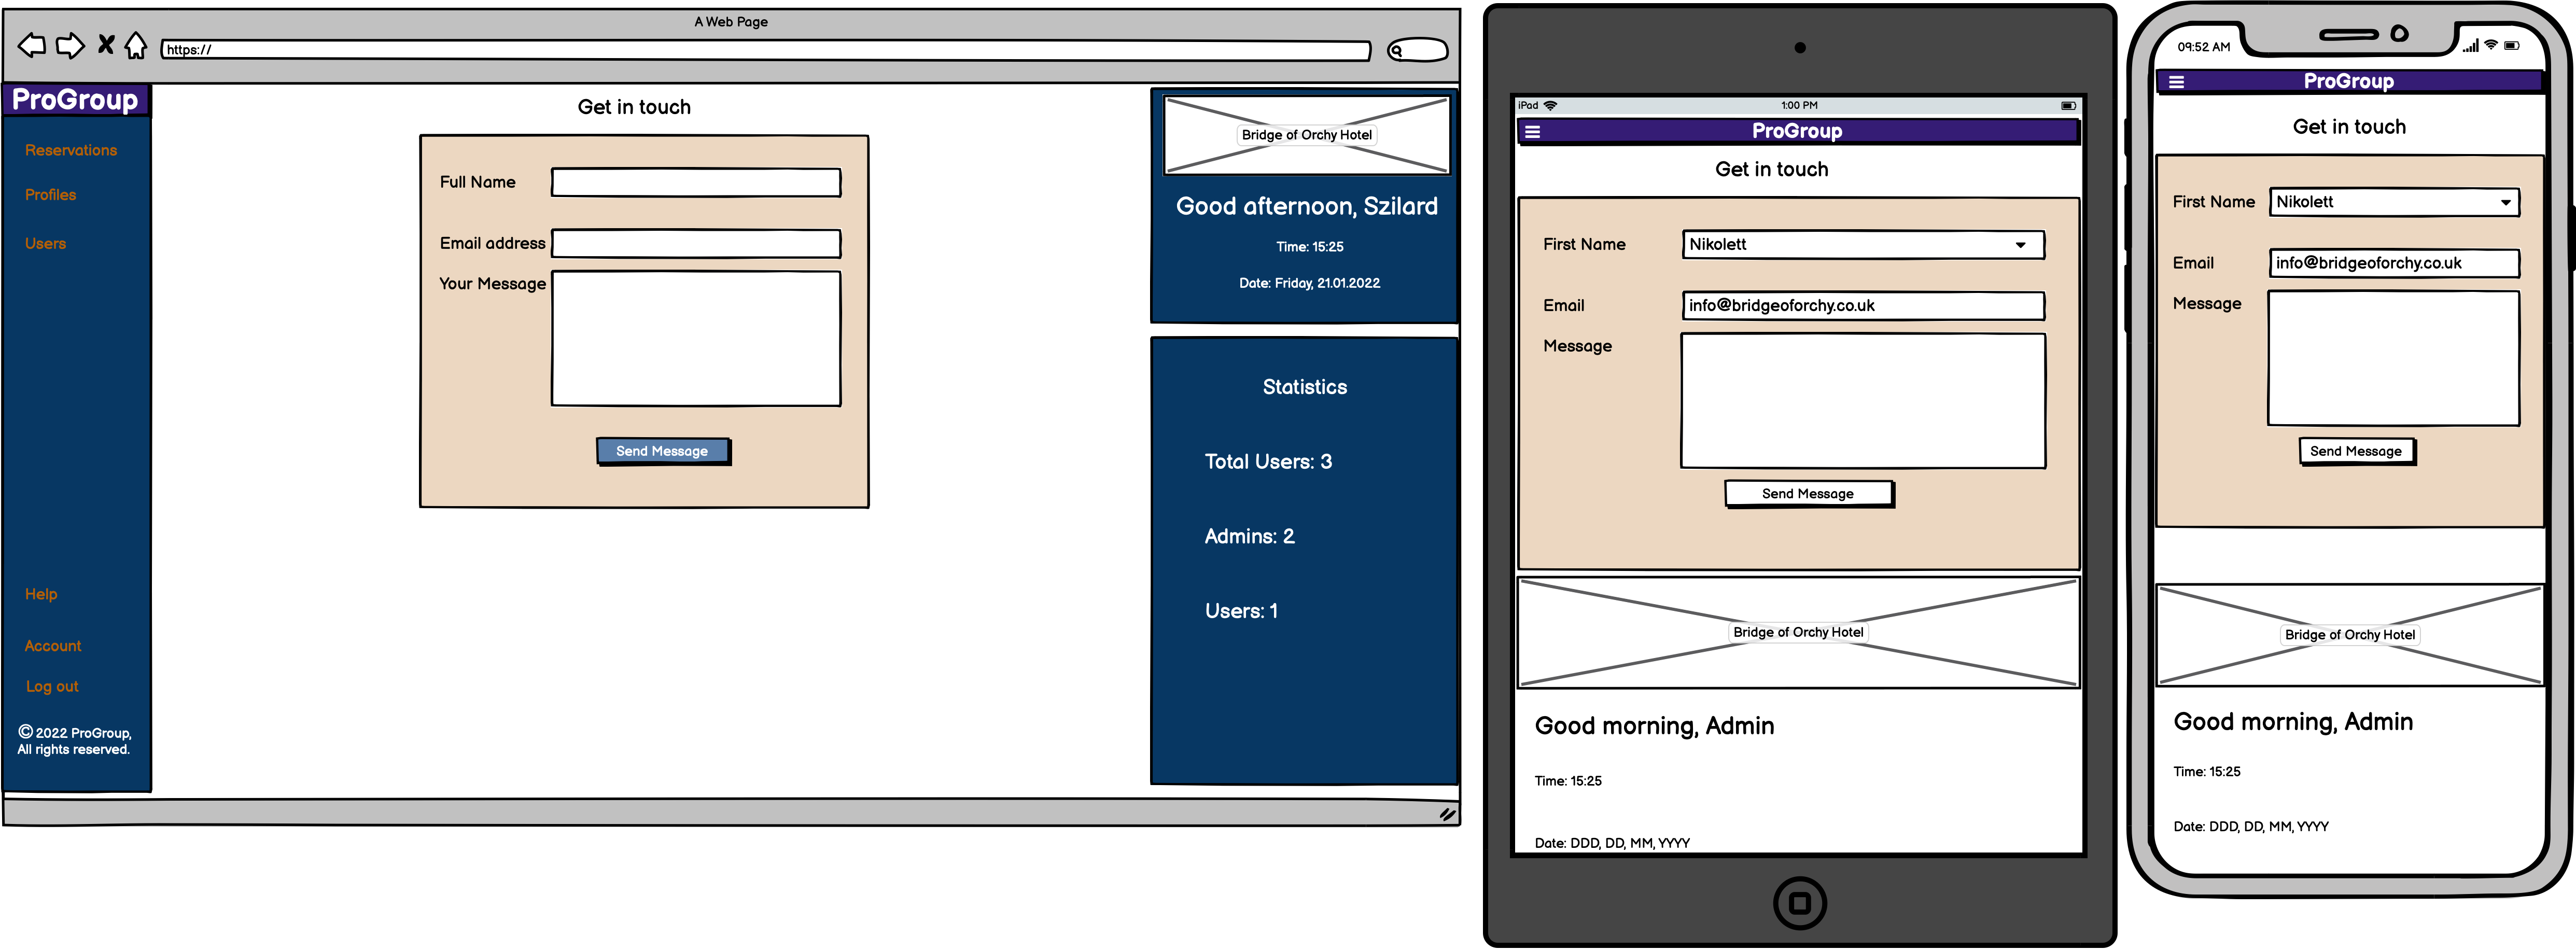 A Web Page
https://
ProGroup
Reservations
Profiles
Users
Help
Account
Log out
© 2022 ProGroup,
All rights reserved.
Get in touch
Full Name
Email address
Your Message
Send Message
Bridge of Orchy Hotel
Good afternoon, Szilard
Time: 15:25
Date: Friday, 21.01.2022
Statistics
Total Users: 3
Admins: 2
Users: 1
iPad
1:00 PM
ProGroup
Get in touch
First Name
Nikolett
Email
info@bridgeoforchy.co.uk
Message
Send Message
Bridge of Orchy Hotel
Good morning, Admin
Time: 15:25
Date: DDD, DD, MM, YYYY
09:52 AM
ProGroup
Get in touch
First Name
Nikolett
Email
info@bridgeoforchy.co.uk
Message
Send Message
Bridge of Orchy Hotel
Good morning, Admin
Time: 15:25
Date: DDD, DD, MM, YYYY